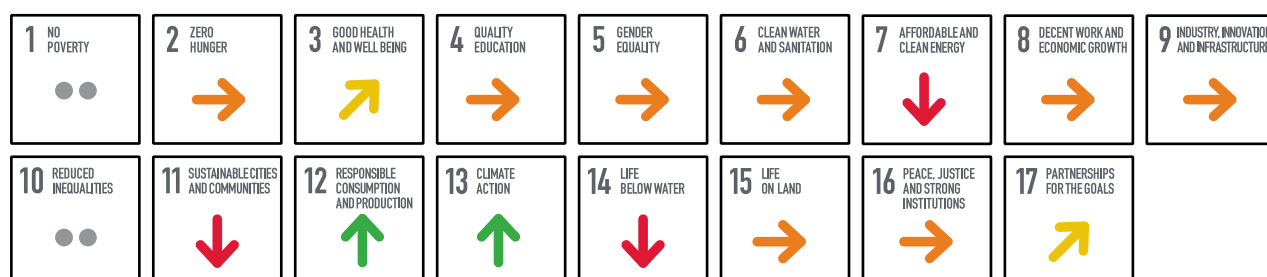 1 NO
POVERTY
2 ZERO
HUNGER
3 GOOD HEALTH
AND WELL BEING
4 QUALITY
EDUCATION
5 GENDER
EQUALITY
6 CLEAN WATER
AND SANITATION
7 AFFORDABLE AND
CLEAN ENERGY
8 DECENT WORK AND
ECONOMIC GROWTH
9 INDUSTRY, INNOVATION
AND INFRASTRUCTURE
10 REDUCED
INEQUALITIES
11 SUSTAINABLE CITIES
AND COMMUNITIES
12 RESPONSIBLE
CONSUMPTION
AND PRODUCTION
13 CLIMATE
ACTION
14 LIFE
BELOW WATER
15 LIFE
ON LAND
16 PEACE, JUSTICE
AND STRONG
INSTITUTIONS
17 PARTNERSHIPS
FOR THE GOALS